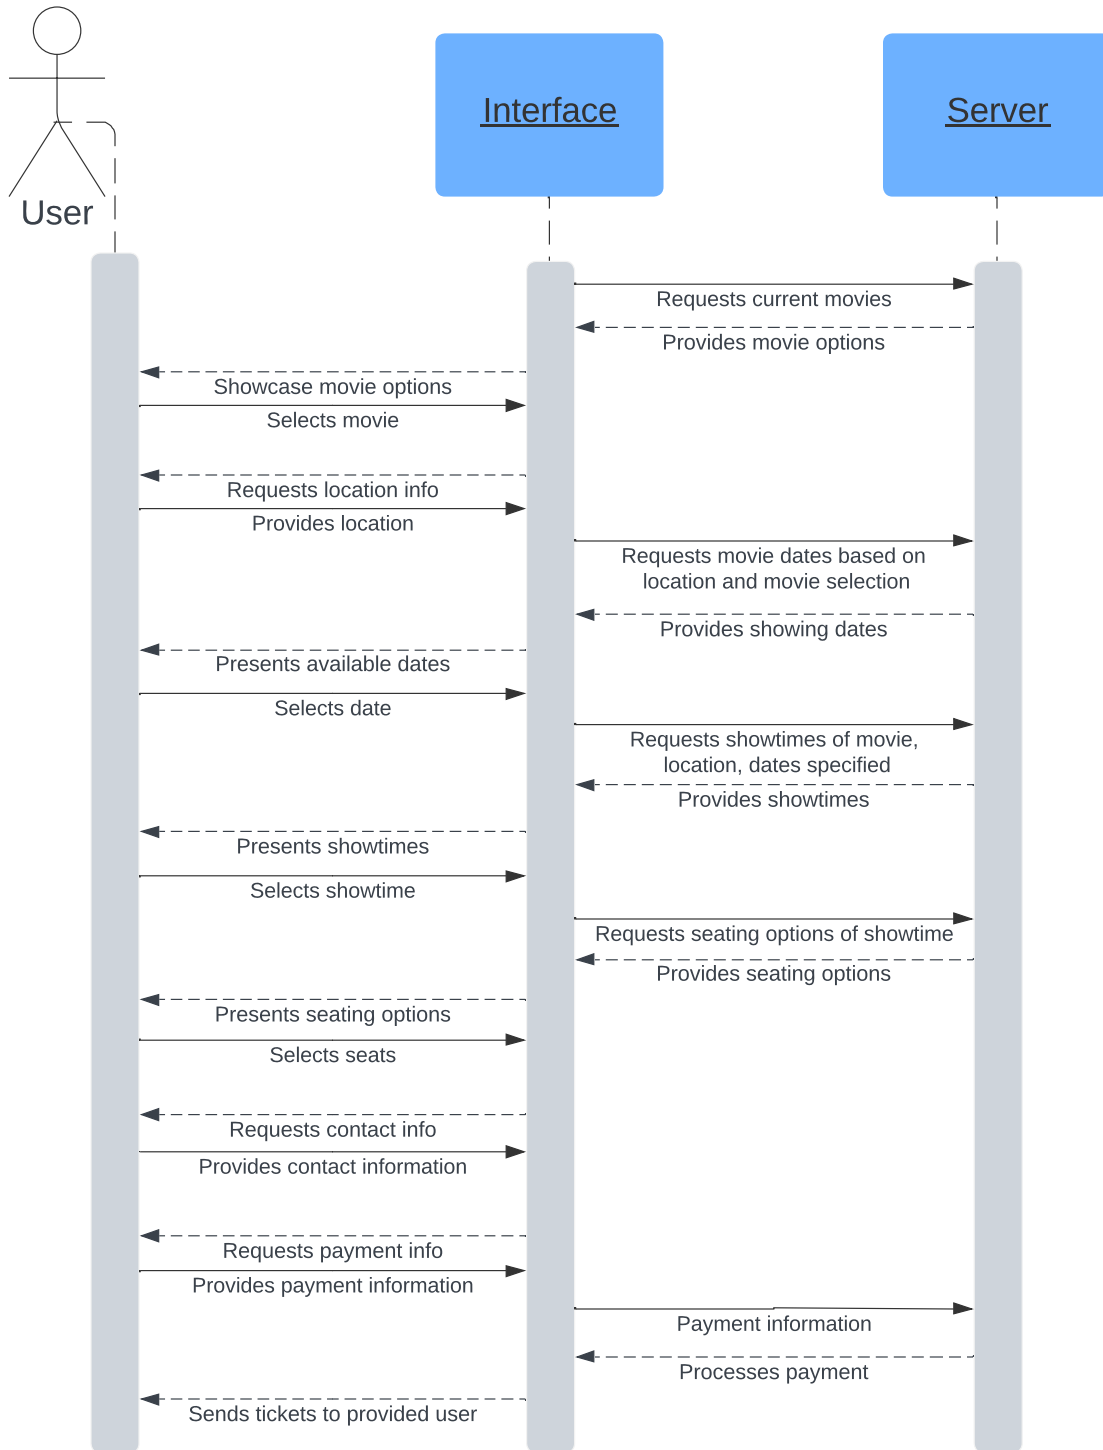 Interface
Server
User
Requests current movies
Provides movie options
Showcase movie options
Selects movie
Requests location info
Provides location
Requests movie dates based on
location and movie selection
Provides showing dates
Presents available dates
Selects date
Requests showtimes of movie,
location, dates specified
Provides showtimes
Presents showtimes
Selects showtime
Requests seating options of showtime
Provides seating options
Presents seating options
Selects seats
Requests contact info
Provides contact information
Requests payment info
Provides payment information
Payment information
Processes payment
Sends tickets to provided user